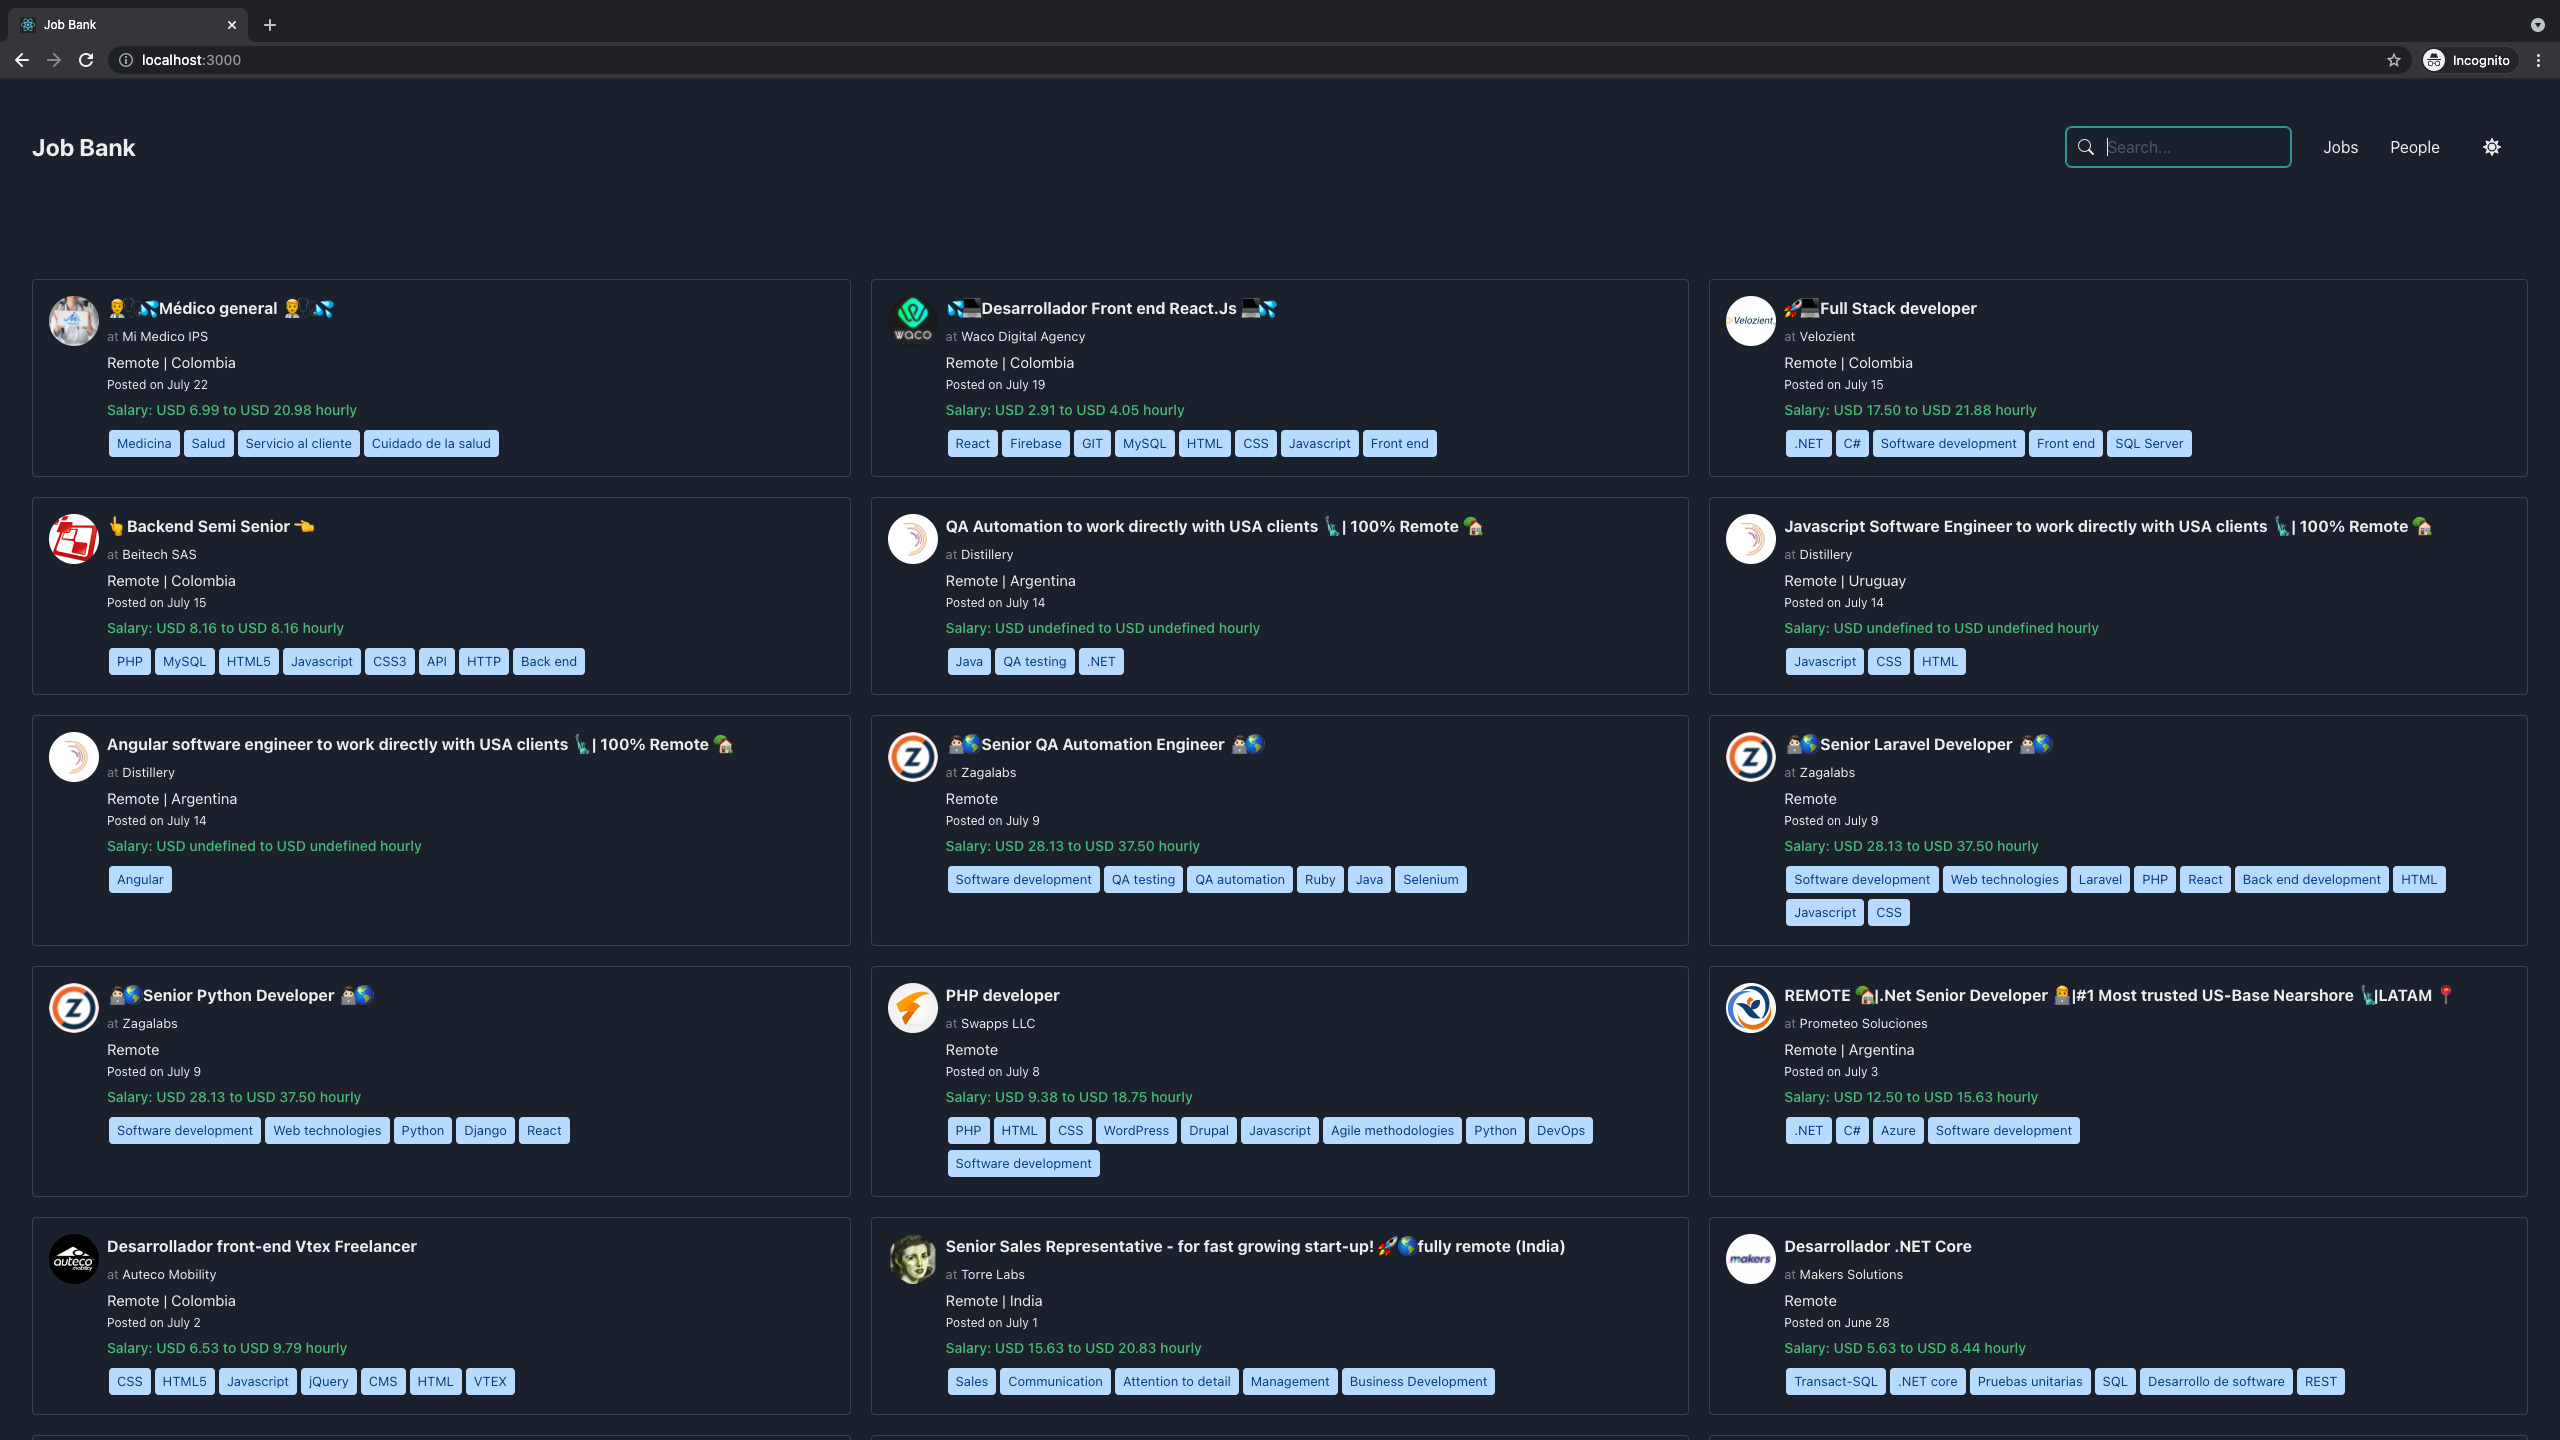 Job Bank
localhost:3000
Incognito
Job Bank
Search...
Jobs
People
Médico general
at Mi Medico IPS
Remote | Colombia
Posted on July 22
Salary: USD 6.99 to USD 20.98 hourly
Medicina Salud Servicio al cliente Cuidado de la salud
WACO
Desarrollador Front end React.Js
at Waco Digital Agency
Remote | Colombia
Posted on July 19
Salary: USD 2.91 to USD 4.05 hourly
React Firebase GIT MySQL HTML CSS Javascript Front end
Velozient.
Full Stack developer
at Velozient
Remote | Colombia
Posted on July 15
Salary: USD 17.50 to USD 21.88 hourly
.NET C# Software development Front end SQL Server
Backend Semi Senior
at Beitech SAS
Remote | Colombia
Posted on July 15
Salary: USD 8.16 to USD 8.16 hourly
PHP MySQL HTML5 Javascript CSS3 API HTTP Back end
QA Automation to work directly with USA clients 🗽| 100% Remote 🏡
at Distillery
Remote | Argentina
Posted on July 14
Salary: USD undefined to USD undefined hourly
Java QA testing .NET
Javascript Software Engineer to work directly with USA clients 🗽| 100% Remote 🏡
at Distillery
Remote | Uruguay
Posted on July 14
Salary: USD undefined to USD undefined hourly
Javascript CSS HTML
Angular software engineer to work directly with USA clients 🗽| 100% Remote 🏡
at Distillery
Remote | Argentina
Posted on July 14
Salary: USD undefined to USD undefined hourly
Angular
Z
Senior QA Automation Engineer
at Zagalabs
Remote
Posted on July 9
Salary: USD 28.13 to USD 37.50 hourly
Software development QA testing QA automation Ruby Java Selenium
Z
Senior Laravel Developer
at Zagalabs
Remote
Posted on July 9
Salary: USD 28.13 to USD 37.50 hourly
Software development Web technologies Laravel PHP React Back end development HTML
Javascript CSS
Z
Senior Python Developer
at Zagalabs
Remote
Posted on July 9
Salary: USD 28.13 to USD 37.50 hourly
Software development Web technologies Python Django React
PHP developer
at Swapps LLC
Remote
Posted on July 8
Salary: USD 9.38 to USD 18.75 hourly
PHP HTML CSS WordPress Drupal Javascript Agile methodologies Python DevOps
Software development
REMOTE 🏡|.Net Senior Developer 👨‍💻|#1 Most trusted US-Base Nearshore 🗽|LATAM 📍
at Prometeo Soluciones
Remote | Argentina
Posted on July 3
Salary: USD 12.50 to USD 15.63 hourly
.NET C# Azure Software development
auteco
mobility
Desarrollador front-end Vtex Freelancer
at Auteco Mobility
Remote | Colombia
Posted on July 2
Salary: USD 6.53 to USD 9.79 hourly
CSS HTML5 Javascript jQuery CMS HTML VTEX
Senior Sales Representative - for fast growing start-up! 🚀🌎fully remote (India)
at Torre Labs
Remote | India
Posted on July 1
Salary: USD 15.63 to USD 20.83 hourly
Sales Communication Attention to detail Management Business Development
makers
Desarrollador .NET Core
at Makers Solutions
Remote
Posted on June 28
Salary: USD 5.63 to USD 8.44 hourly
Transact-SQL .NET core Pruebas unitarias SQL Desarrollo de software REST